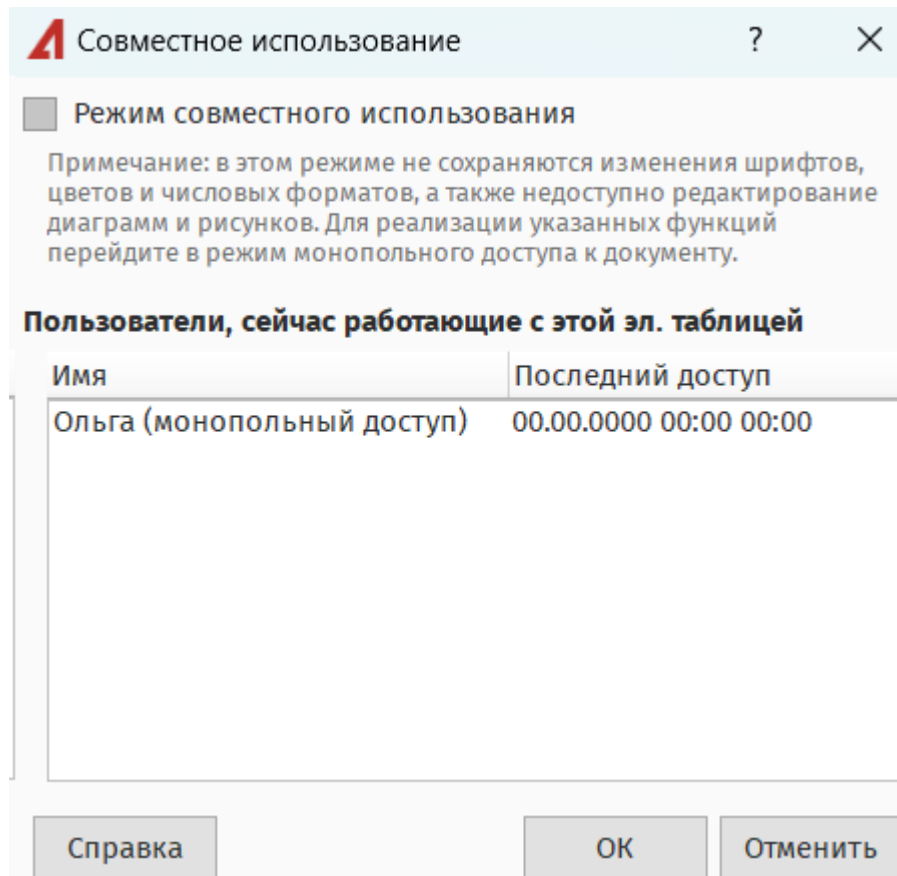 Совместное использование ?
Режим совместного использования
Примечание: в этом режиме не сохраняются изменения шрифтов,
цветов и числовых форматов, а также недоступно редактирование
диаграмм и рисунков. Для реализации указанных функций
перейдите в режим монопольного доступа к документу.
Пользователи, сейчас работающие с этой эл. таблицей
Имя Последний доступ
Ольга (монопольный доступ) 00.00.0000 00:00 00:00
Справка ОК Отменить